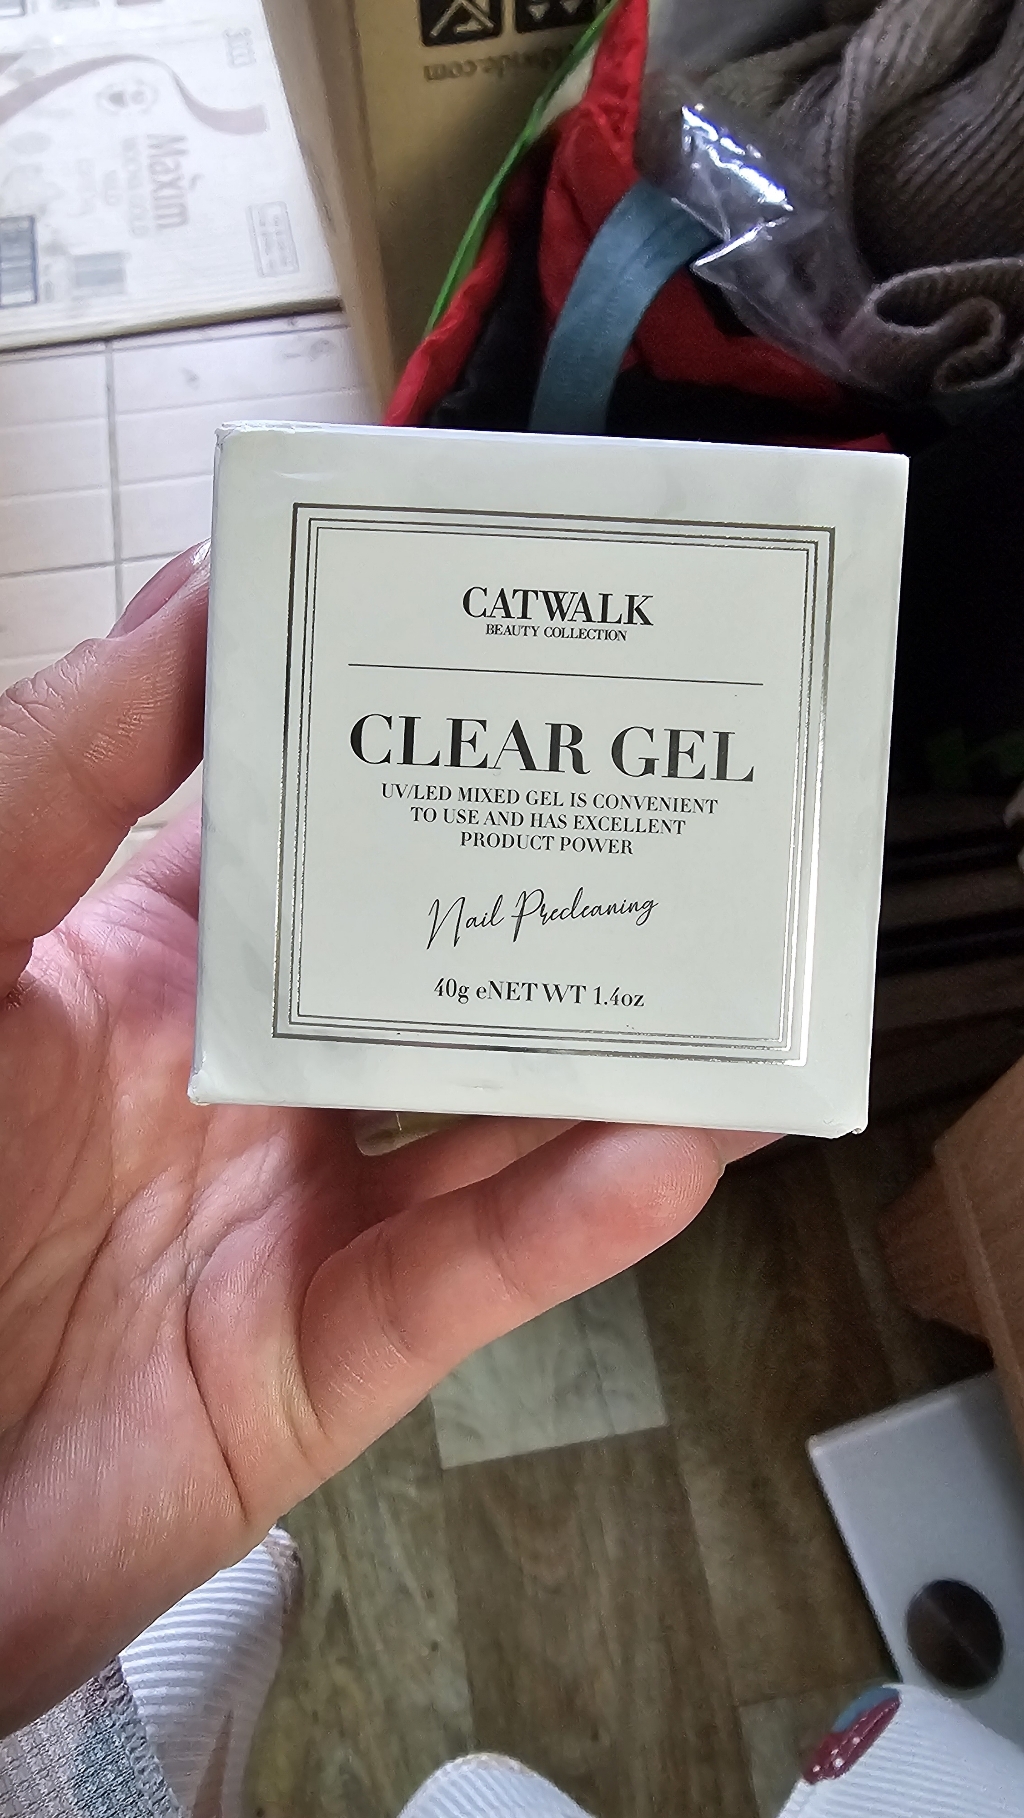 Maxim
CATWALK
BEAUTY COLLECTION
CLEAR GEL
UV/LED MIXED GEL IS CONVENIENT
TO USE AND HAS EXCELLENT
PRODUCT POWER
Nail Precleaning
40g eNET WT 1.4oz